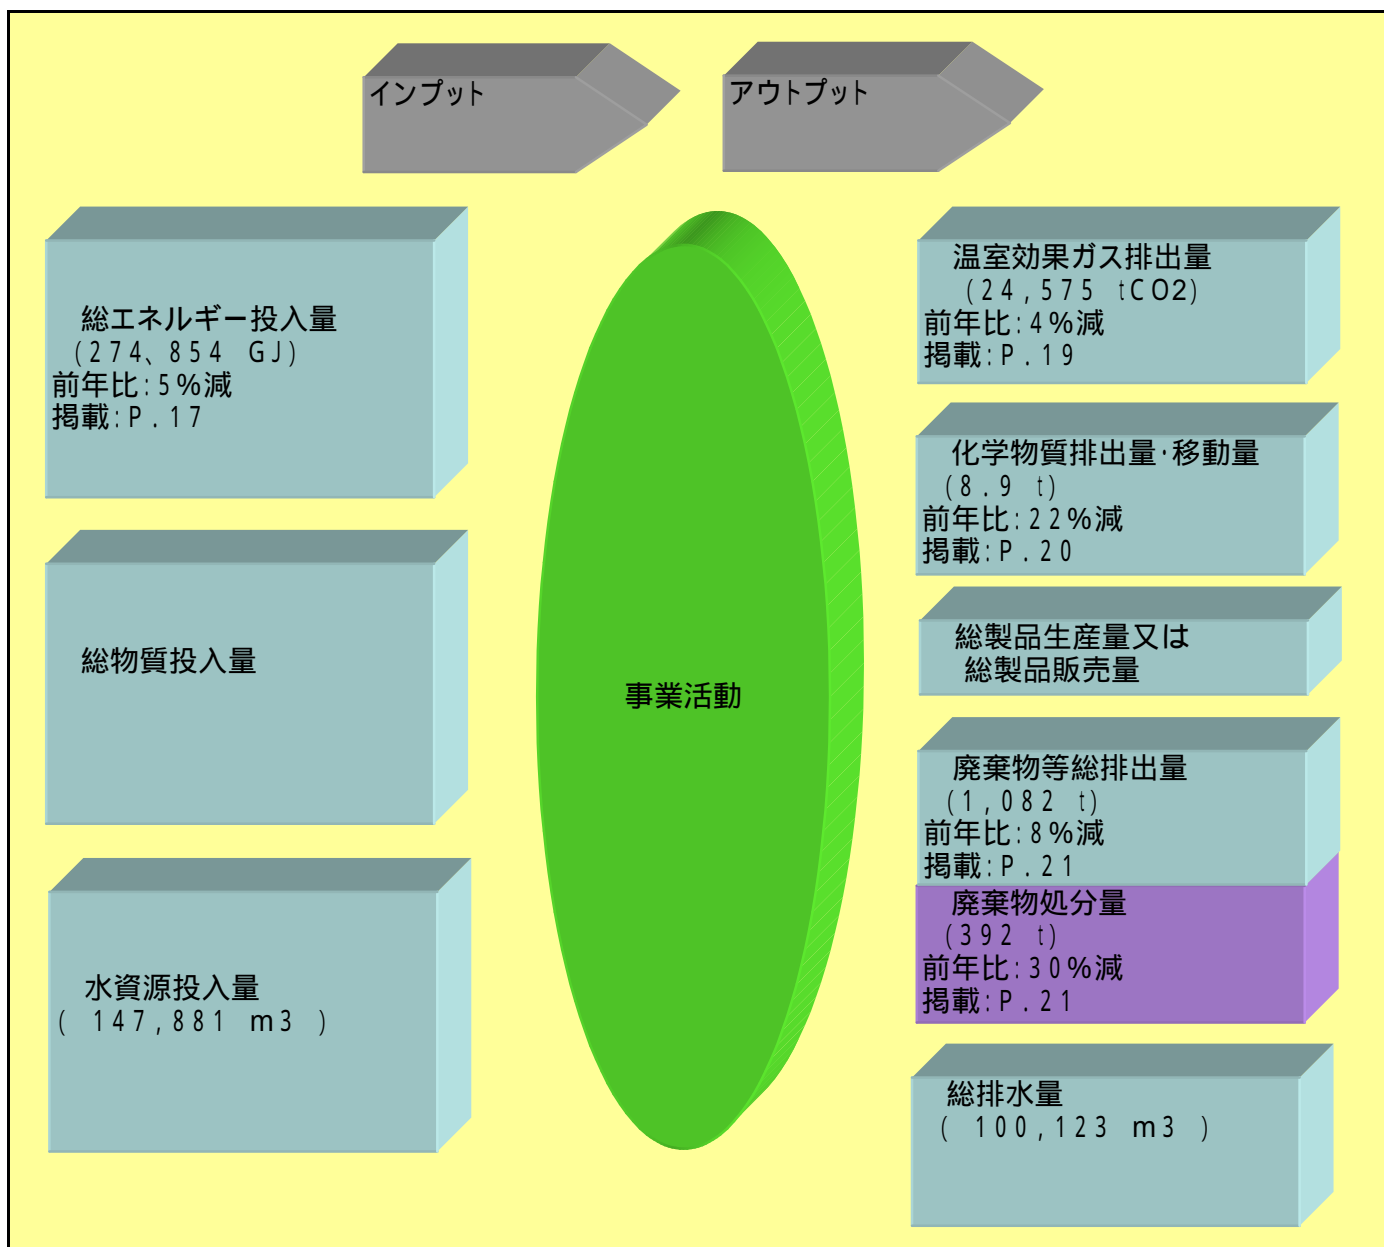 インプット
アウトプット
総エネルギー投入量
(274、854 GJ)
前年比:5%減
掲載:P.17
総物質投入量
水資源投入量
( 147,881 m3 )
事業活動
温室効果ガス排出量
(24,575 tCO2)
前年比:4%減
掲載:P.19
化学物質排出量・移動量
(8.9 t)
前年比:22%減
掲載:P.20
総製品生産量又は
総製品販売量
廃棄物等総排出量
(1,082 t)
前年比:8%減
掲載:P.21
廃棄物処分量
(392 t)
前年比:30%減
掲載:P.21
総排水量
( 100,123 m3 )